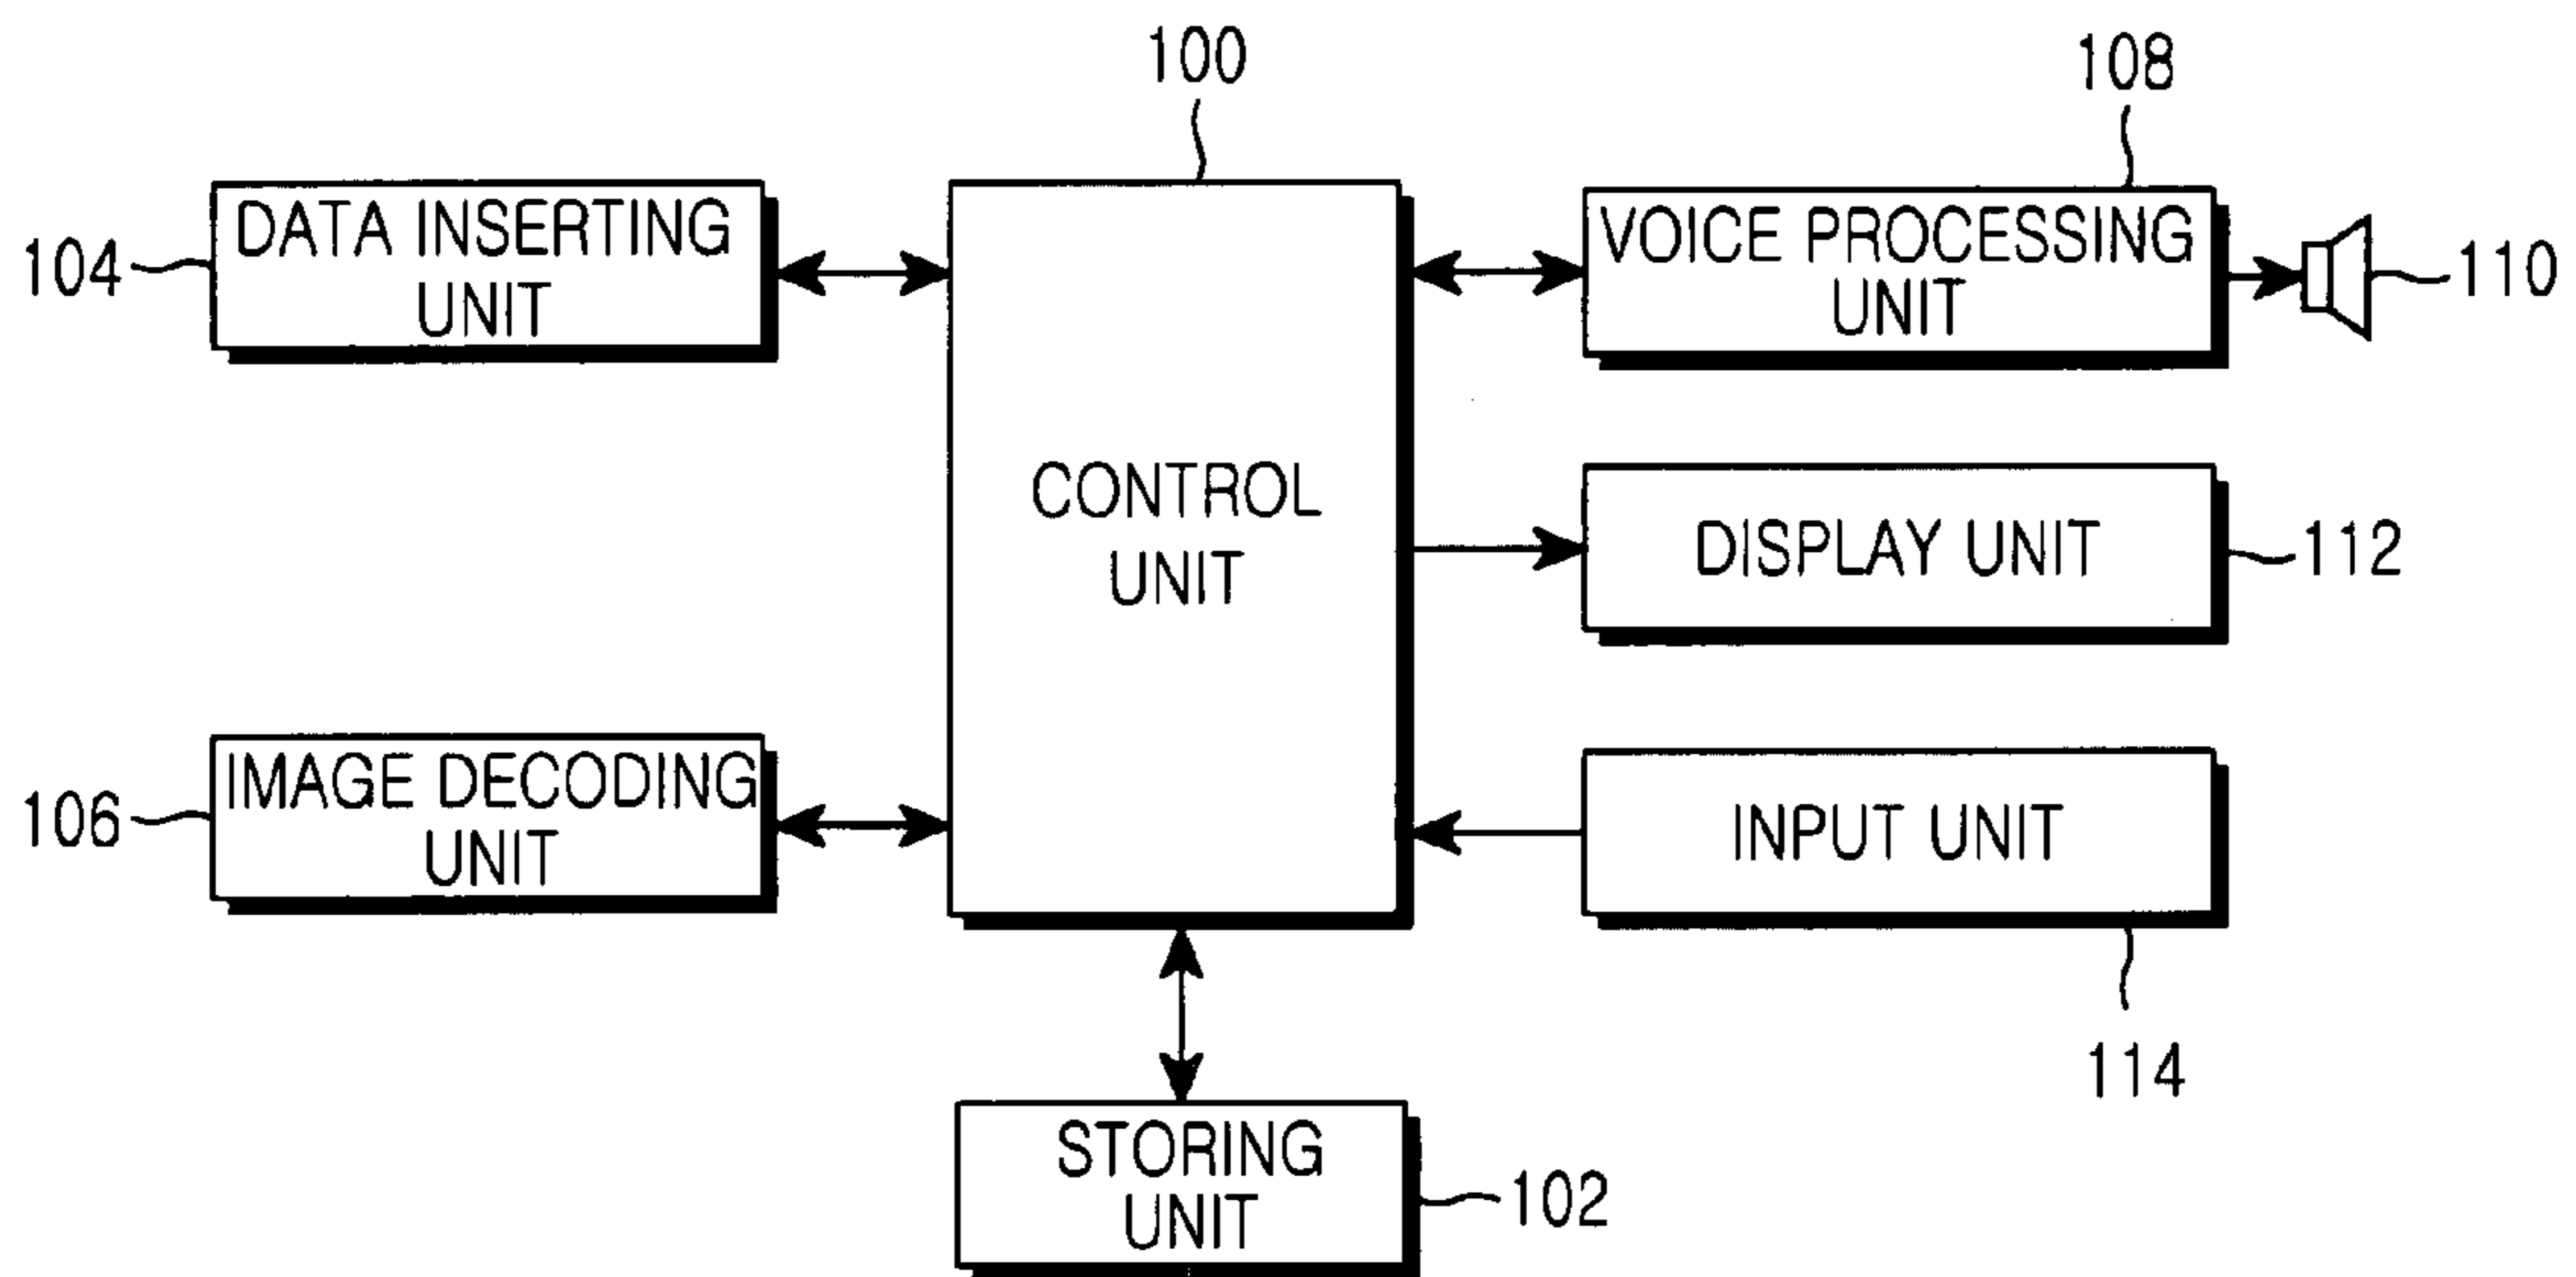 100
108
104
DATA INSERTING
UNIT
VOICE PROCESSING
UNIT
110
CONTROL
UNIT
DISPLAY UNIT
112
106
IMAGE DECODING
UNIT
INPUT UNIT
114
STORING
UNIT
102